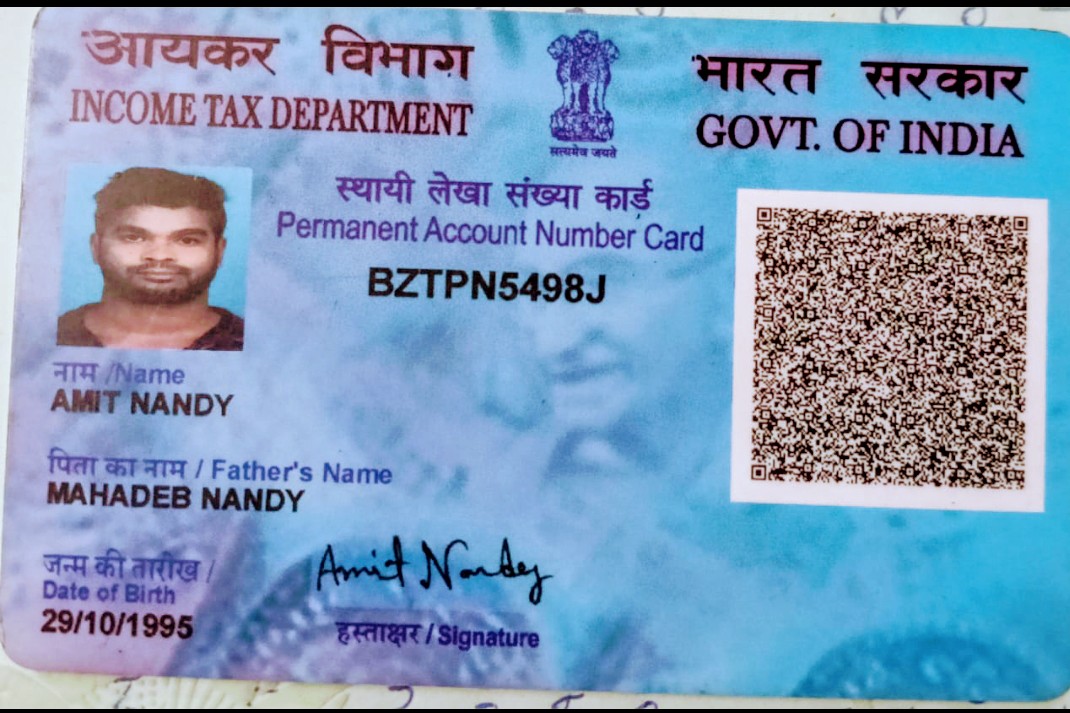 आयकर विभाग
INCOME TAX DEPARTMENT
सत्यमेव जयते
भारत सरकार
GOVT. OF INDIA
स्थायी लेखा संख्या कार्ड
Permanent Account Number Card
BZTPN5498J
नाम /Name
AMIT NANDY
पिता का नाम / Father's Name
MAHADEB NANDY
जन्म की तारीख /
Date of Birth
29/10/1995
Amit Nandy
हस्ताक्षर / Signature